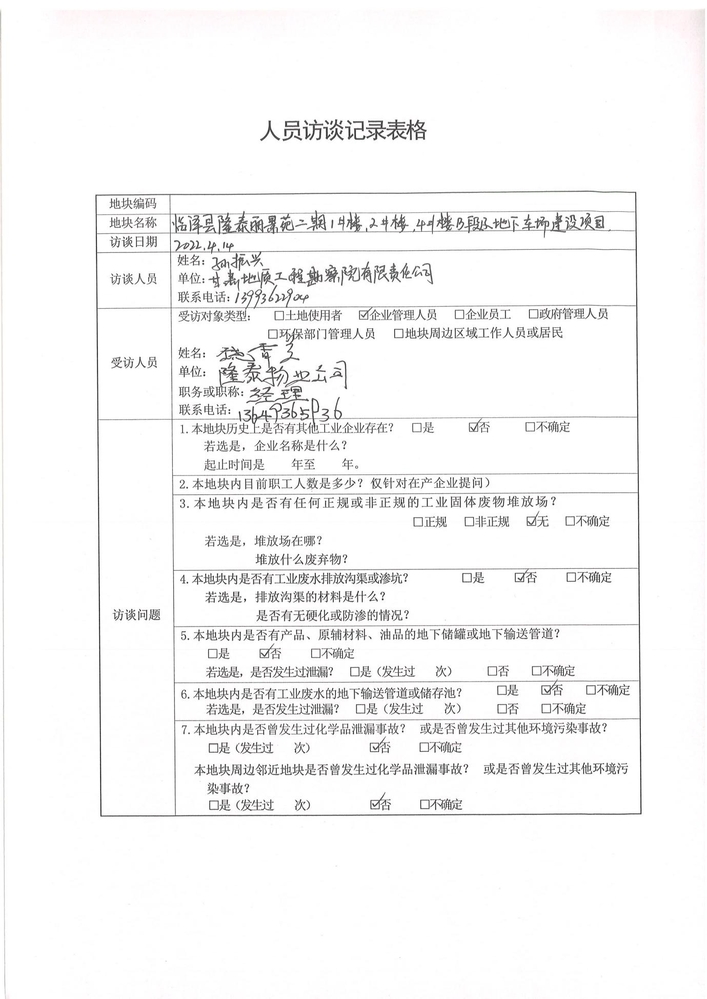 人员访谈记录表格
地块编码
地块名称 临泽县隆泰丽景苑二期1#楼,2#楼,4#楼B段及地下车场建设项目.
访谈日期 2022.4.14
访谈人员
姓名: 孙振兴
单位: 甘肃地质工程勘察院有限责任公司
联系电话: 13993622904
受访人员
受访对象类型: □土地使用者 ☑企业管理人员 □企业员工 □政府管理人员
□环保部门管理人员 □地块周边区域工作人员或居民
姓名: 香
单位: 隆泰物业公司
职务或职称: 经理
联系电话:
访谈问题
1.本地块历史上是否有其他工业企业存在? □是 ☑否 □不确定
若选是, 企业名称是什么?
起止时间是 年至 年。
2.本地块内目前职工人数是多少? 仅针对在产企业提问)
3.本地块内是否有任何正规或非正规的工业固体废物堆放场?
□正规 □非正规 ☑无 □不确定
若选是, 堆放场在哪?
堆放什么废弃物?
4.本地块内是否有工业废水排放沟渠或渗坑? □是 ☑否 □不确定
若选是, 排放沟渠的材料是什么?
是否有无硬化或防渗的情况?
5.本地块内是否有产品、原辅材料、油品的地下储罐或地下输送管道?
□是 ☑否 □不确定
若选是, 是否发生过泄漏? □是(发生过 次) □否 □不确定
6.本地块内是否有工业废水的地下输送管道或储存池? □是 ☑否 □不确定
若选是, 是否发生过泄漏? □是(发生过 次) □否 □不确定
7.本地块内是否曾发生过化学品泄漏事故? 或是否曾发生过其他环境污染事故?
□是(发生过 次) ☑否 □不确定
本地块周边邻近地块是否曾发生过化学品泄漏事故? 或是否曾发生过其他环境污
染事故?
□是(发生过 次) ☑否 □不确定